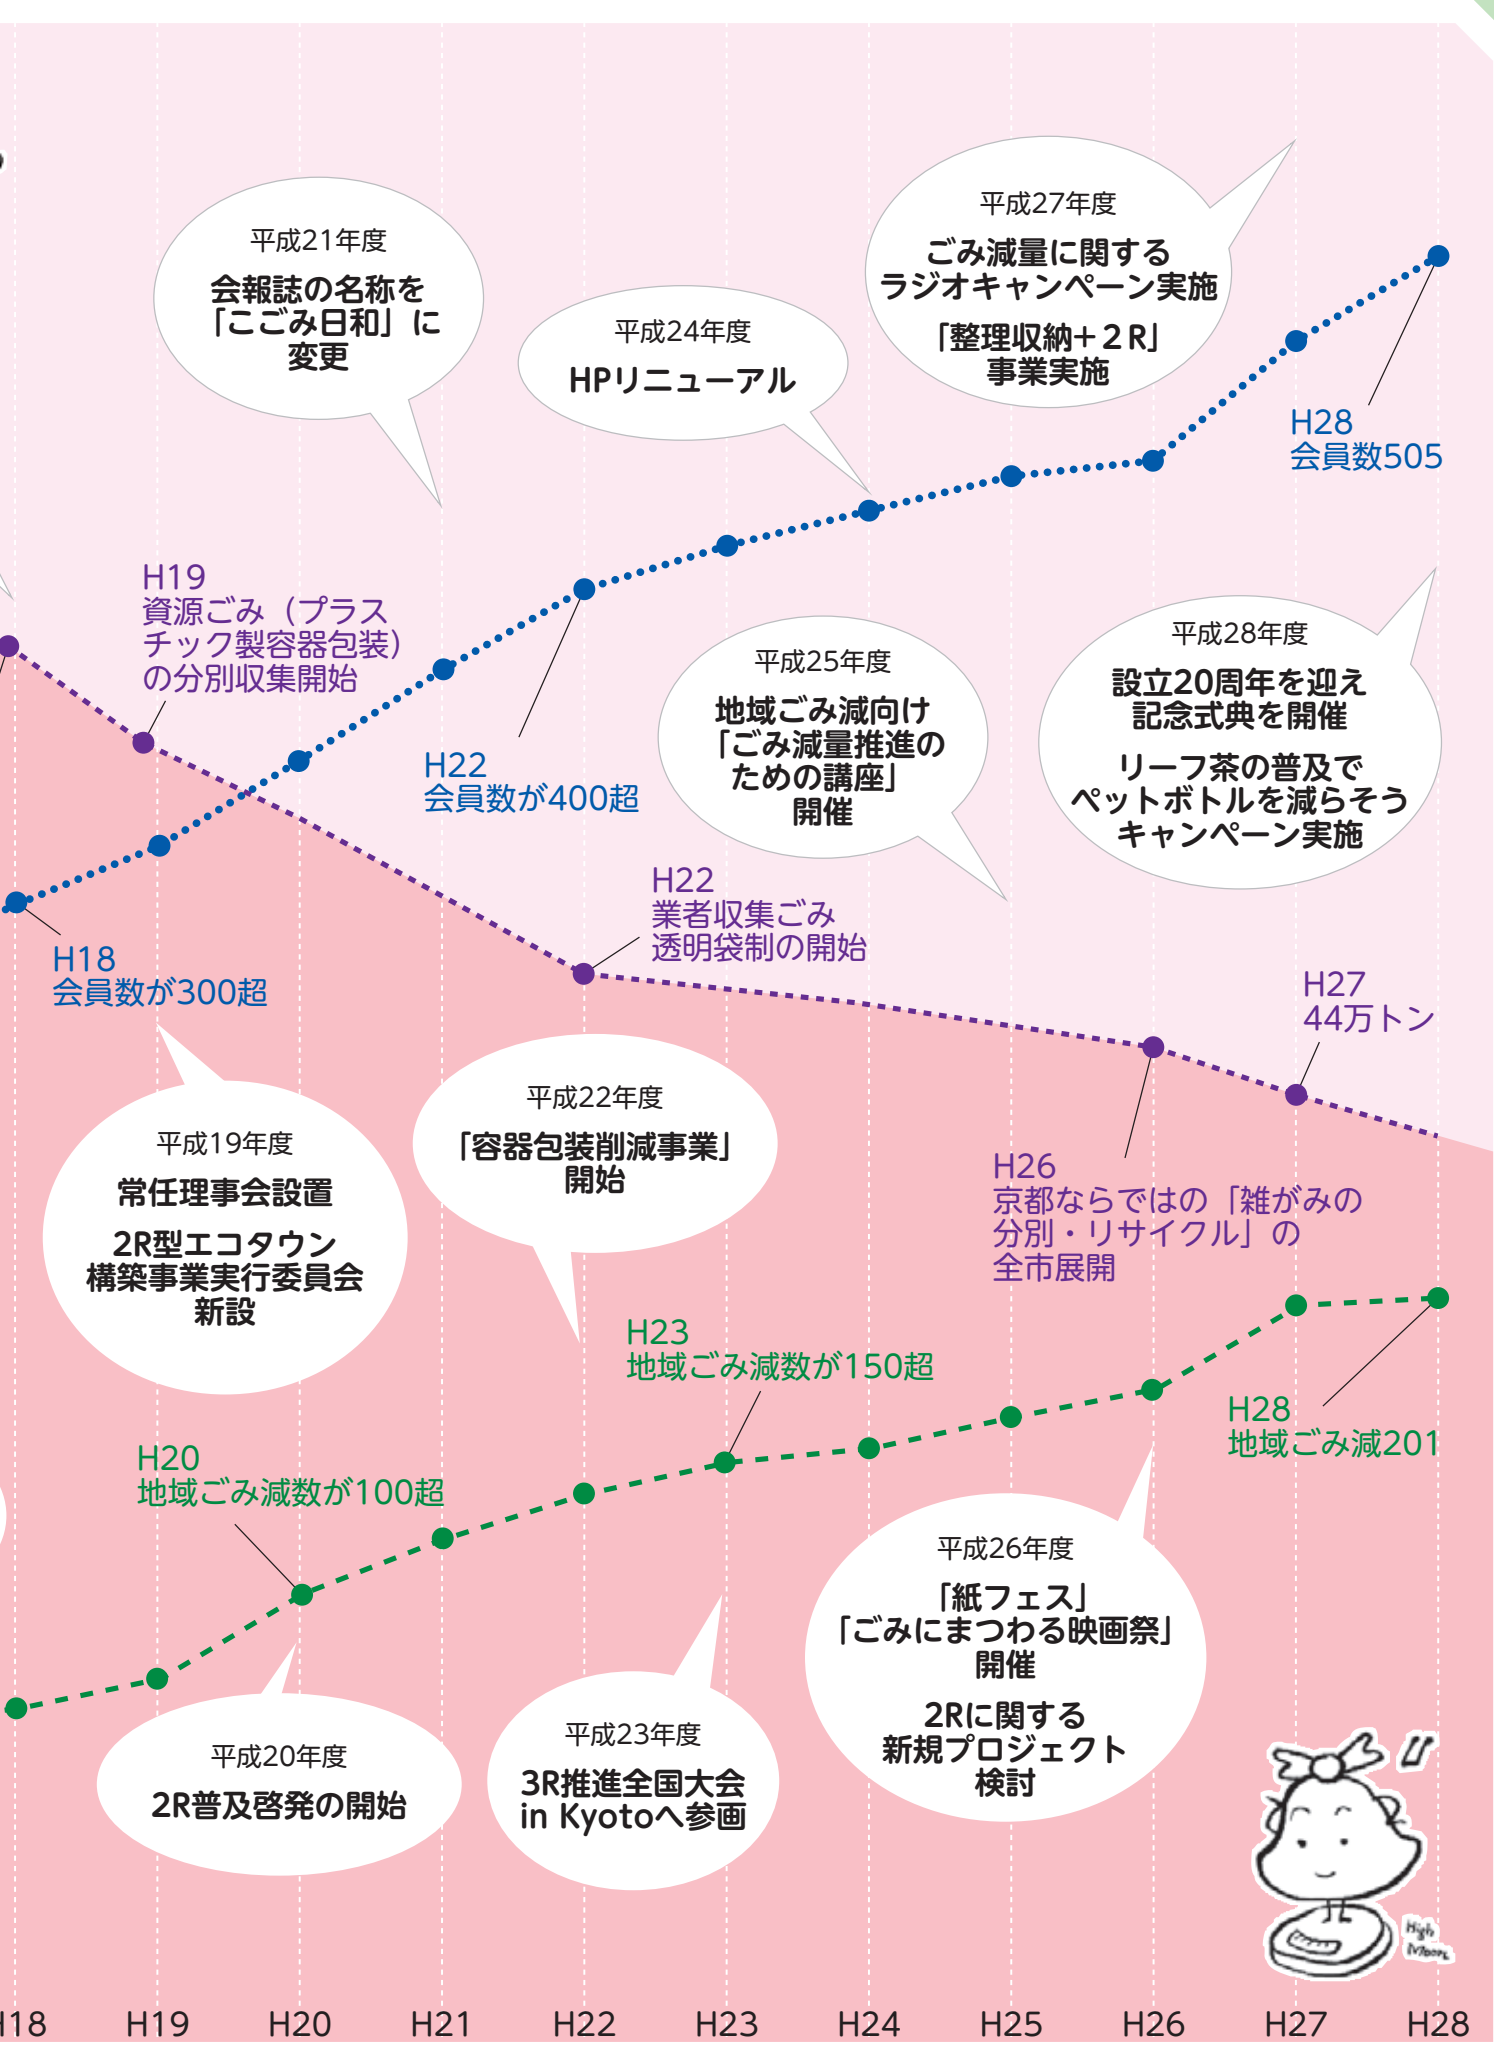 平成27年度
ごみ減量に関する
ラジオキャンペーン実施
「整理収納+２R」
事業実施
平成21年度
会報誌の名称を
「こごみ日和」に
変更
平成24年度
HPリニューアル
H28
会員数505
H19
資源ごみ（プラス
チック製容器包装）
の分別収集開始
平成25年度
地域ごみ減向け
「ごみ減量推進の
ための講座」
開催
平成28年度
設立20周年を迎え
記念式典を開催
リーフ茶の普及で
ペットボトルを減らそう
キャンペーン実施
H22
会員数が400超
H22
業者収集ごみ
透明袋制の開始
H18
会員数が300超
H27
44万トン
平成19年度
常任理事会設置
2R型エコタウン
構築事業実行委員会
新設
平成22年度
「容器包装削減事業」
開始
H26
京都ならではの「雑がみの
分別・リサイクル」の
全市展開
H23
地域ごみ減数が150超
H28
地域ごみ減201
H20
地域ごみ減数が100超
平成26年度
「紙フェス」
「ごみにまつわる映画祭」
開催
2Rに関する
新規プロジェクト
検討
平成20年度
2R普及啓発の開始
平成23年度
3R推進全国大会
in Kyotoへ参画
High
Moon
H18 H19 H20 H21 H22 H23 H24 H25 H26 H27 H28